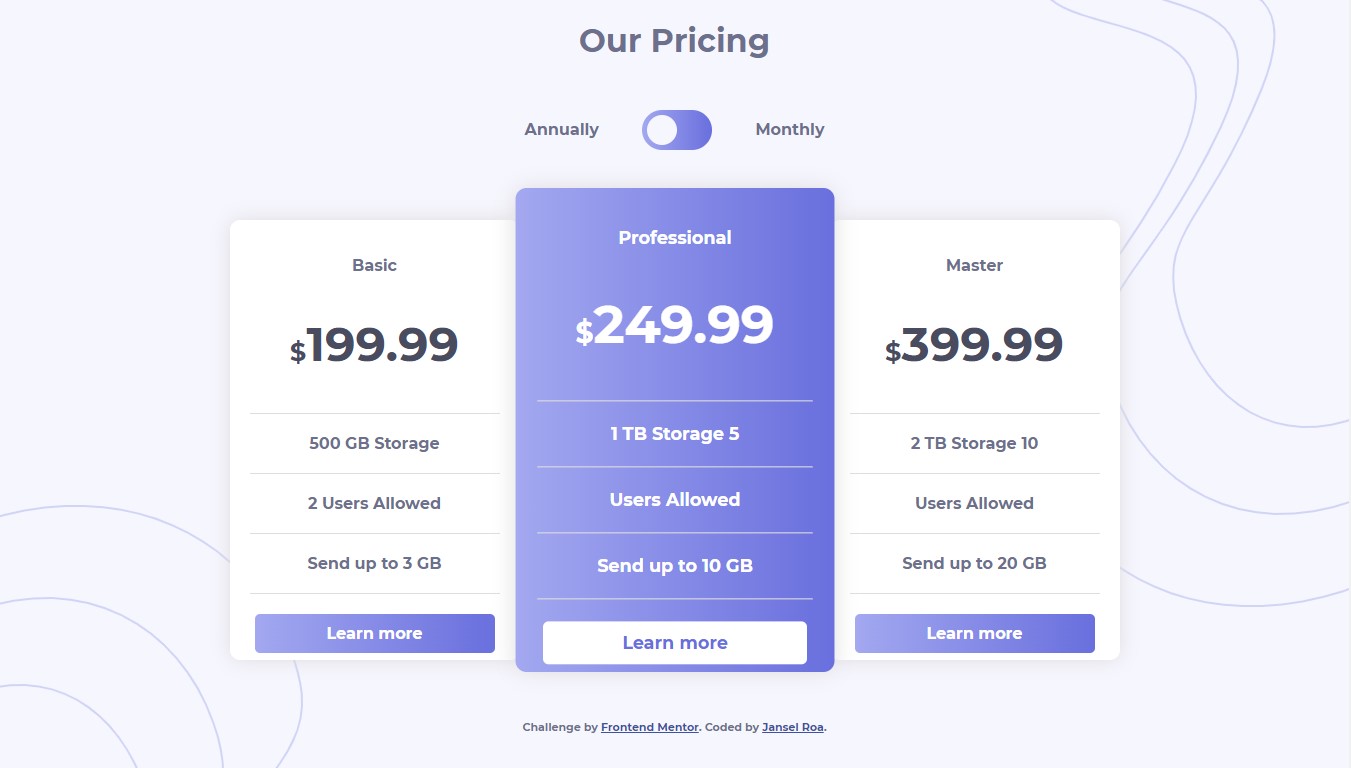 Our Pricing
Annually
Monthly
Basic
$199.99
500 GB Storage
2 Users Allowed
Send up to 3 GB
Learn more
Professional
$249.99
1 TB Storage 5
Users Allowed
Send up to 10 GB
Learn more
Master
$399.99
2 TB Storage 10
Users Allowed
Send up to 20 GB
Learn more
Challenge by Frontend Mentor. Coded by Jansel Roa.